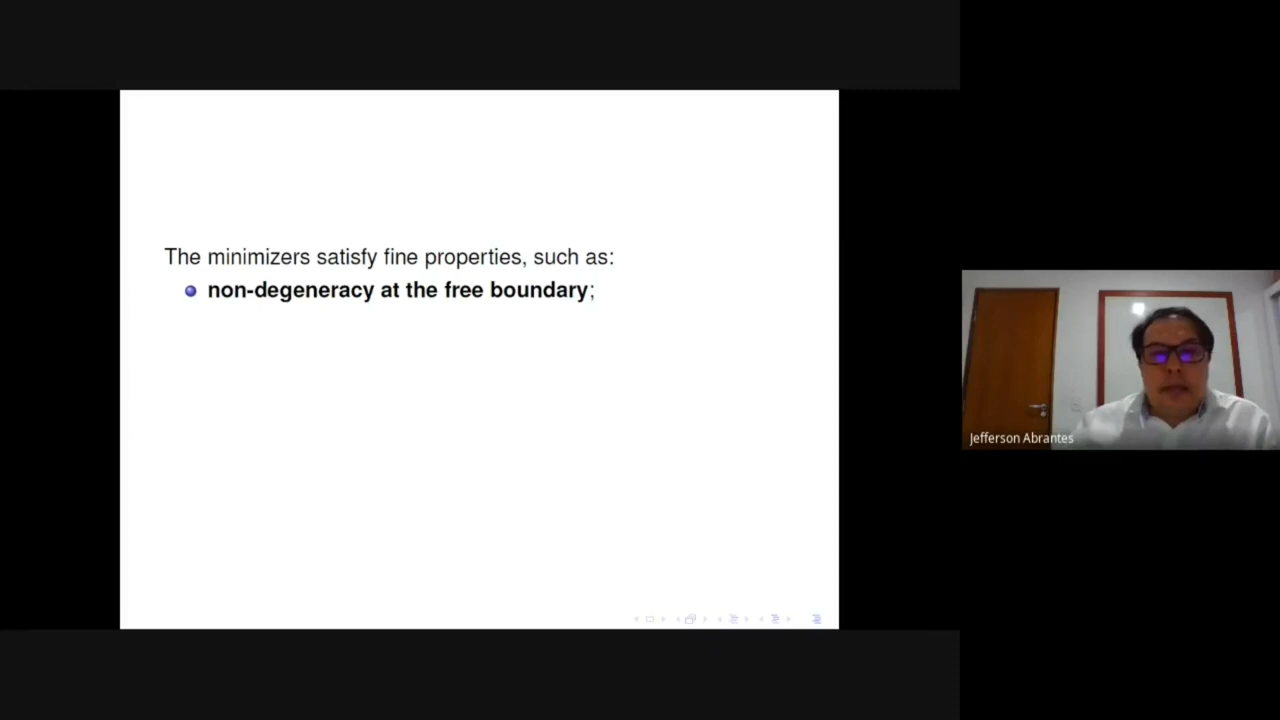 The minimizers satisfy fine properties, such as:
non-degeneracy at the free boundary;
Jefferson Abrantes